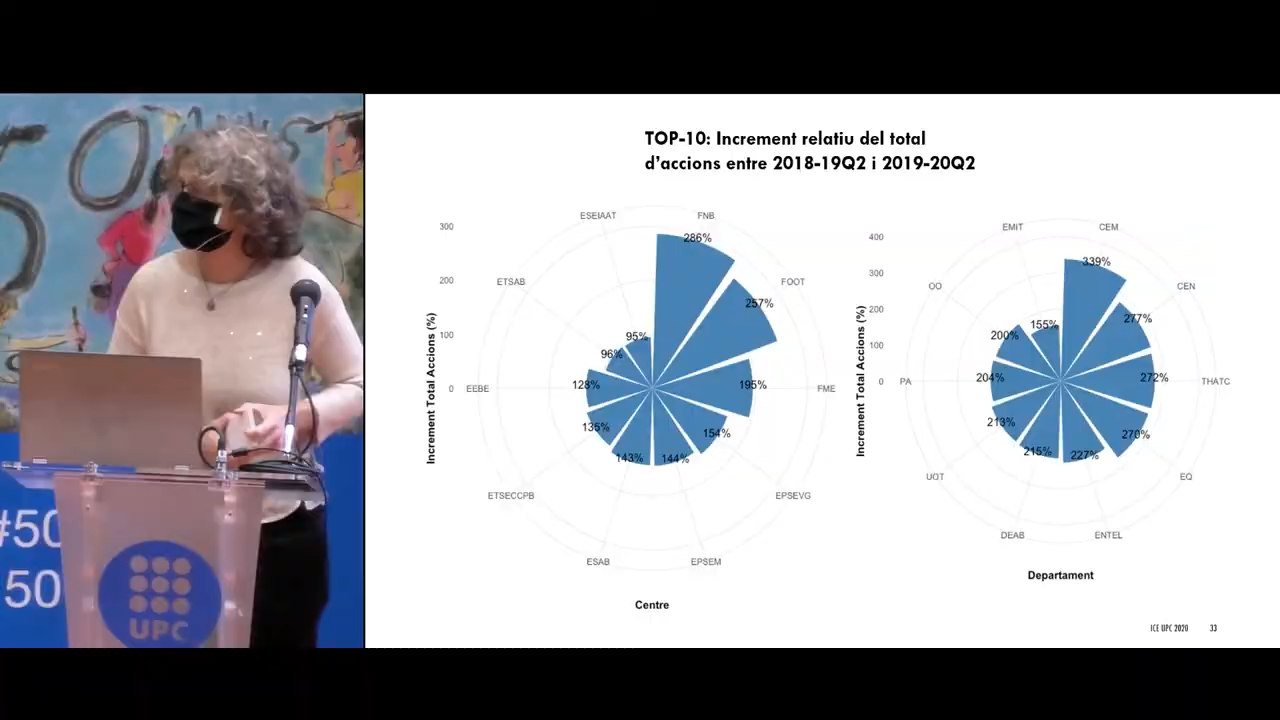 TOP-10: Increment relatiu del total
d'accions entre 2018-19Q2 i 2019-20Q2
Increment Total Accions (%)
300
200
100
0
FNB
FOOT
FME
EPSEVG
EPSEM
ESAB
ETSECCPB
EEBE
ETSAB
ESEIAAT
286%
257%
195%
154%
144%
143%
135%
128%
96%
95%
Centre
Increment Total Accions (%)
400
300
200
100
0
CEM
CEN
THATC
EQ
ENTEL
DEAB
UOT
PA
OO
EMIT
339%
277%
272%
270%
227%
215%
213%
204%
200%
155%
Departament
ICE UPC 2020 33
#50
50
UPC